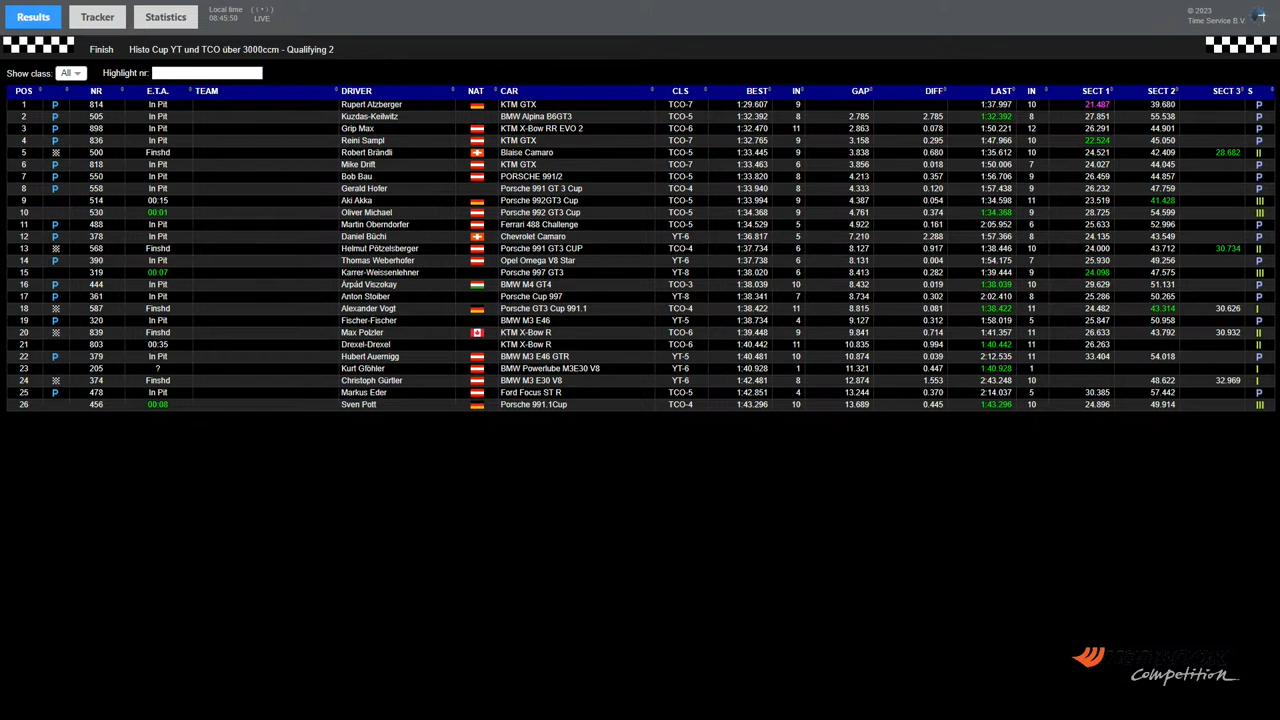 Results Tracker Statistics Local time 08:45:50 LIVE © 2023 Time Service B.V.
Finish Histo Cup YT und TCO über 3000ccm - Qualifying 2
Show class: All Highlight nr:
POS NR E.T.A. TEAM DRIVER NAT CAR CLS BEST IN GAP DIFF LAST IN SECT 1 SECT 2 SECT 3 S
1 P 814 In Pit Rupert Atzberger KTM GTX TCO-7 1:29.607 9 1:37.997 10 21.487 39.680 P
2 P 505 In Pit Kuzdas-Keilwitz BMW Alpina B6GT3 TCO-5 1:32.392 8 2.785 2.785 1:32.392 8 27.851 55.538 P
3 P 898 In Pit Grip Max KTM X-Bow RR EVO 2 TCO-6 1:32.470 11 2.863 0.078 1:50.221 12 26.291 44.901 P
4 P 836 In Pit Reini Sampl KTM GTX TCO-7 1:32.765 9 3.158 0.295 1:47.966 10 22.524 45.050 P
5 500 Finshd Robert Brändli Blaise Camaro TCO-5 1:33.445 9 3.838 0.680 1:35.612 10 24.521 42.409 28.682 II
6 P 818 In Pit Mike Drift KTM GTX TCO-7 1:33.463 6 3.856 0.018 1:50.006 7 24.027 44.045 P
7 P 550 In Pit Bob Bau PORSCHE 991/2 TCO-5 1:33.820 8 4.213 0.357 1:56.706 9 26.459 44.857 P
8 P 558 In Pit Gerald Hofer Porsche 991 GT 3 Cup TCO-4 1:33.940 8 4.333 0.120 1:57.438 9 26.232 47.759 P
9 514 00:15 Aki Akka Porsche 992GT3 Cup TCO-5 1:33.994 9 4.387 0.054 1:34.598 11 23.519 41.428 III
10 530 00:01 Oliver Michael Porsche 992 GT3 Cup TCO-5 1:34.368 9 4.761 0.374 1:34.368 9 28.725 54.599 III
11 P 488 In Pit Martin Oberndorfer Ferrari 488 Challenge TCO-5 1:34.529 5 4.922 0.161 2:05.952 6 25.633 52.996 P
12 P 378 In Pit Daniel Büchi Chevrolet Camaro YT-6 1:36.817 5 7.210 2.288 1:57.366 8 24.135 43.549 P
13 568 Finshd Helmut Pötzelsberger Porsche 991 GT3 CUP TCO-4 1:37.734 6 8.127 0.917 1:38.446 10 24.000 43.712 30.734 II
14 P 390 In Pit Thomas Weberhofer Opel Omega V8 Star YT-6 1:37.738 6 8.131 0.004 1:54.175 7 25.930 49.256 P
15 319 00:07 Karrer-Weissenlehner Porsche 997 GT3 YT-8 1:38.020 6 8.413 0.282 1:39.444 9 24.098 47.575 III
16 P 444 In Pit Árpád Viszokay BMW M4 GT4 TCO-3 1:38.039 10 8.432 0.019 1:38.039 10 29.629 51.131 P
17 P 361 In Pit Anton Stoiber Porsche Cup 997 YT-8 1:38.341 7 8.734 0.302 2:02.410 8 25.286 50.265 P
18 587 Finshd Alexander Vogt Porsche GT3 Cup 991.1 TCO-4 1:38.422 11 8.815 0.081 1:38.422 11 24.482 43.314 30.626 I
19 P 320 In Pit Fischer-Fischer BMW M3 E46 YT-5 1:38.734 4 9.127 0.312 1:58.019 5 25.847 50.958 P
20 839 Finshd Max Polzler KTM X-Bow R TCO-6 1:39.448 9 9.841 0.714 1:41.357 11 26.633 43.792 30.932 II
21 803 00:35 Drexel-Drexel KTM X-Bow R TCO-6 1:40.442 11 10.835 0.994 1:40.442 11 26.263 II
22 P 379 In Pit Hubert Auernigg BMW M3 E46 GTR YT-5 1:40.481 10 10.874 0.039 2:12.535 11 33.404 54.018 P
23 205 ? Kurt Gföhler BMW Powerlube M3E30 V8 YT-6 1:40.928 1 11.321 0.447 1:40.928 1 I
24 374 Finshd Christoph Gürtler BMW M3 E30 V8 YT-6 1:42.481 8 12.874 1.553 2:43.248 10 48.622 32.969 I
25 P 478 In Pit Markus Eder Ford Focus ST R TCO-5 1:42.851 4 13.244 0.370 2:14.037 5 30.385 57.442 P
26 456 00:08 Sven Pott Porsche 991.1Cup TCO-4 1:43.296 10 13.689 0.445 1:43.296 10 24.896 49.914 III
Competition